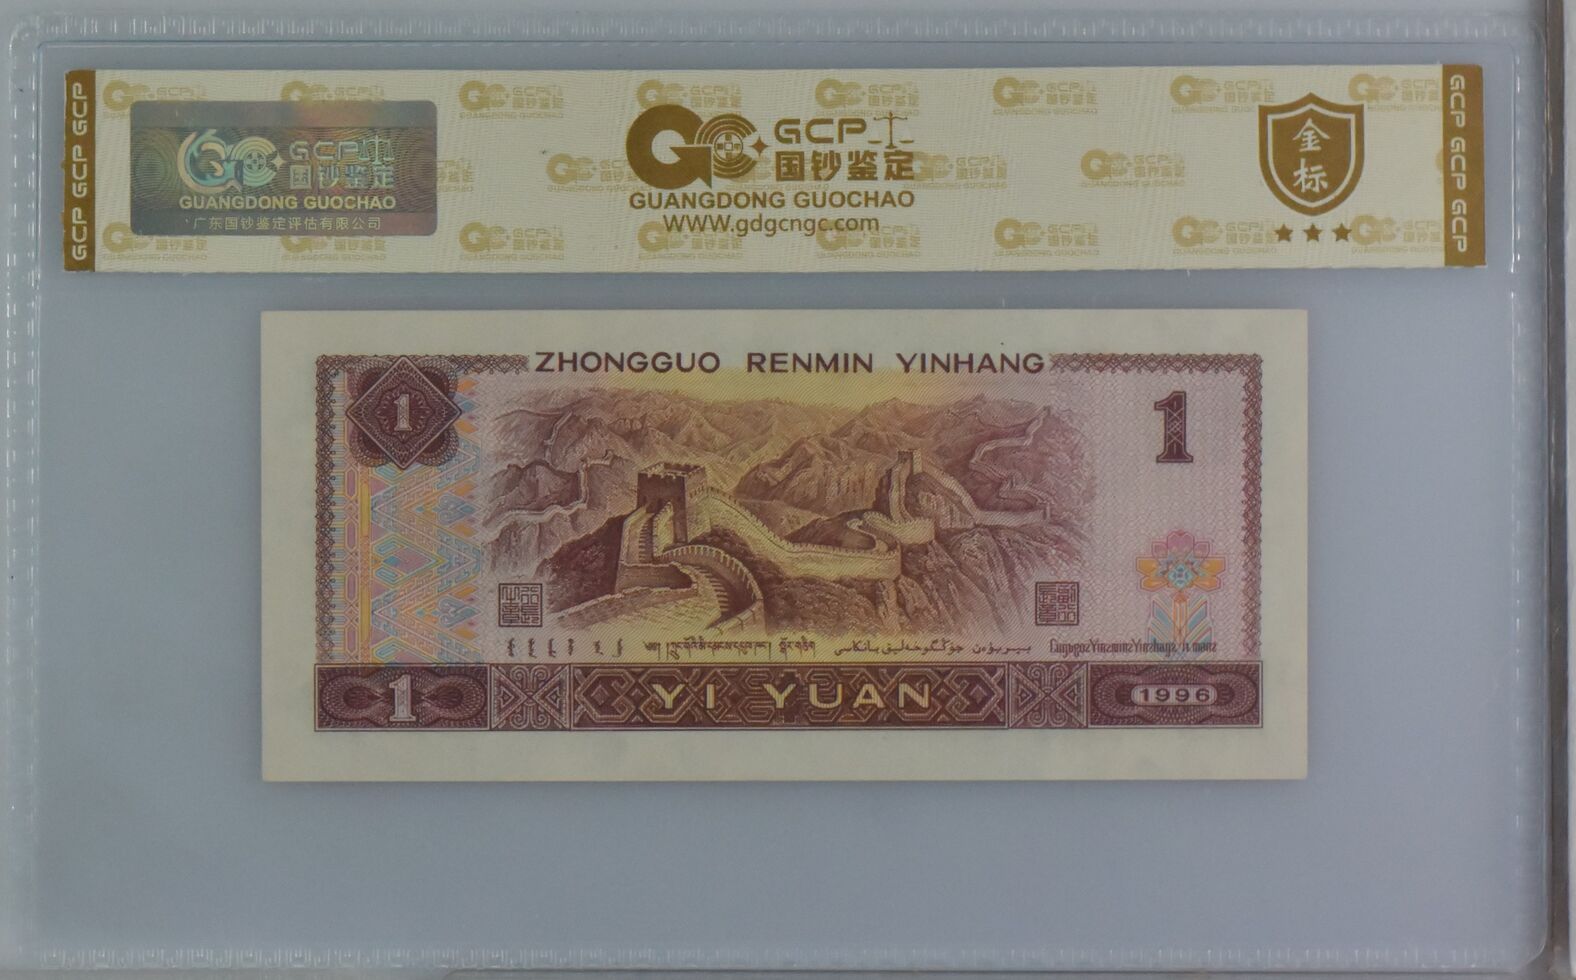 GCP GCP GCP
GCP
国钞鉴定
GUANGDONG GUOCHAO
广东国钞鉴定评估有限公司
GCP
国钞鉴定
GUANGDONG GUOCHAO
WWW.gdgcngc.com
金标
GCP GCP GCP
ZHONGGUO RENMIN YINHANG
1
1
1
YI YUAN
1996